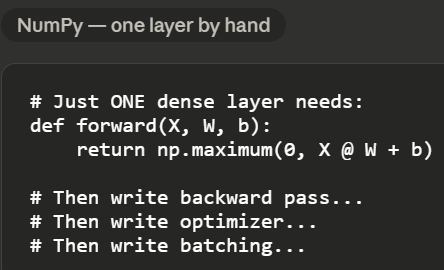 NumPy — one layer by hand
# Just ONE dense layer needs:
def forward(X, W, b):
    return np.maximum(0, X @ W + b)
# Then write backward pass...
# Then write optimizer...
# Then write batching...